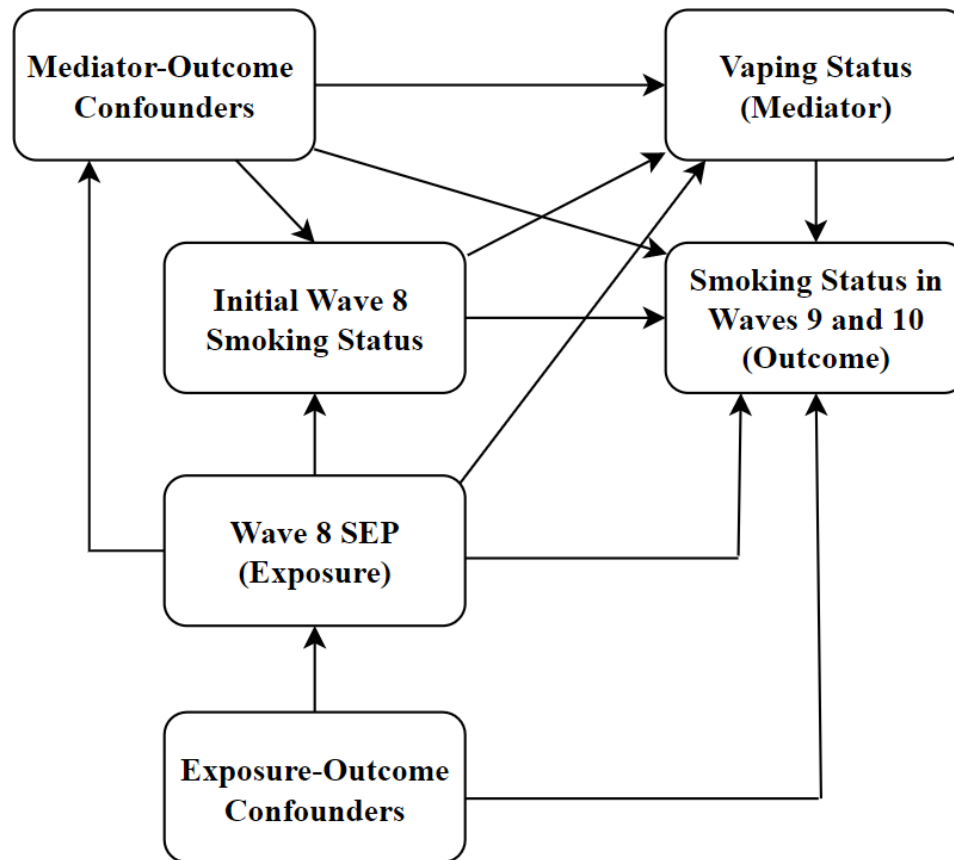 Mediator-Outcome
Confounders
Vaping Status
(Mediator)
Initial Wave 8
Smoking Status
Smoking Status in
Waves 9 and 10
(Outcome)
Wave 8 SEP
(Exposure)
Exposure-Outcome
Confounders